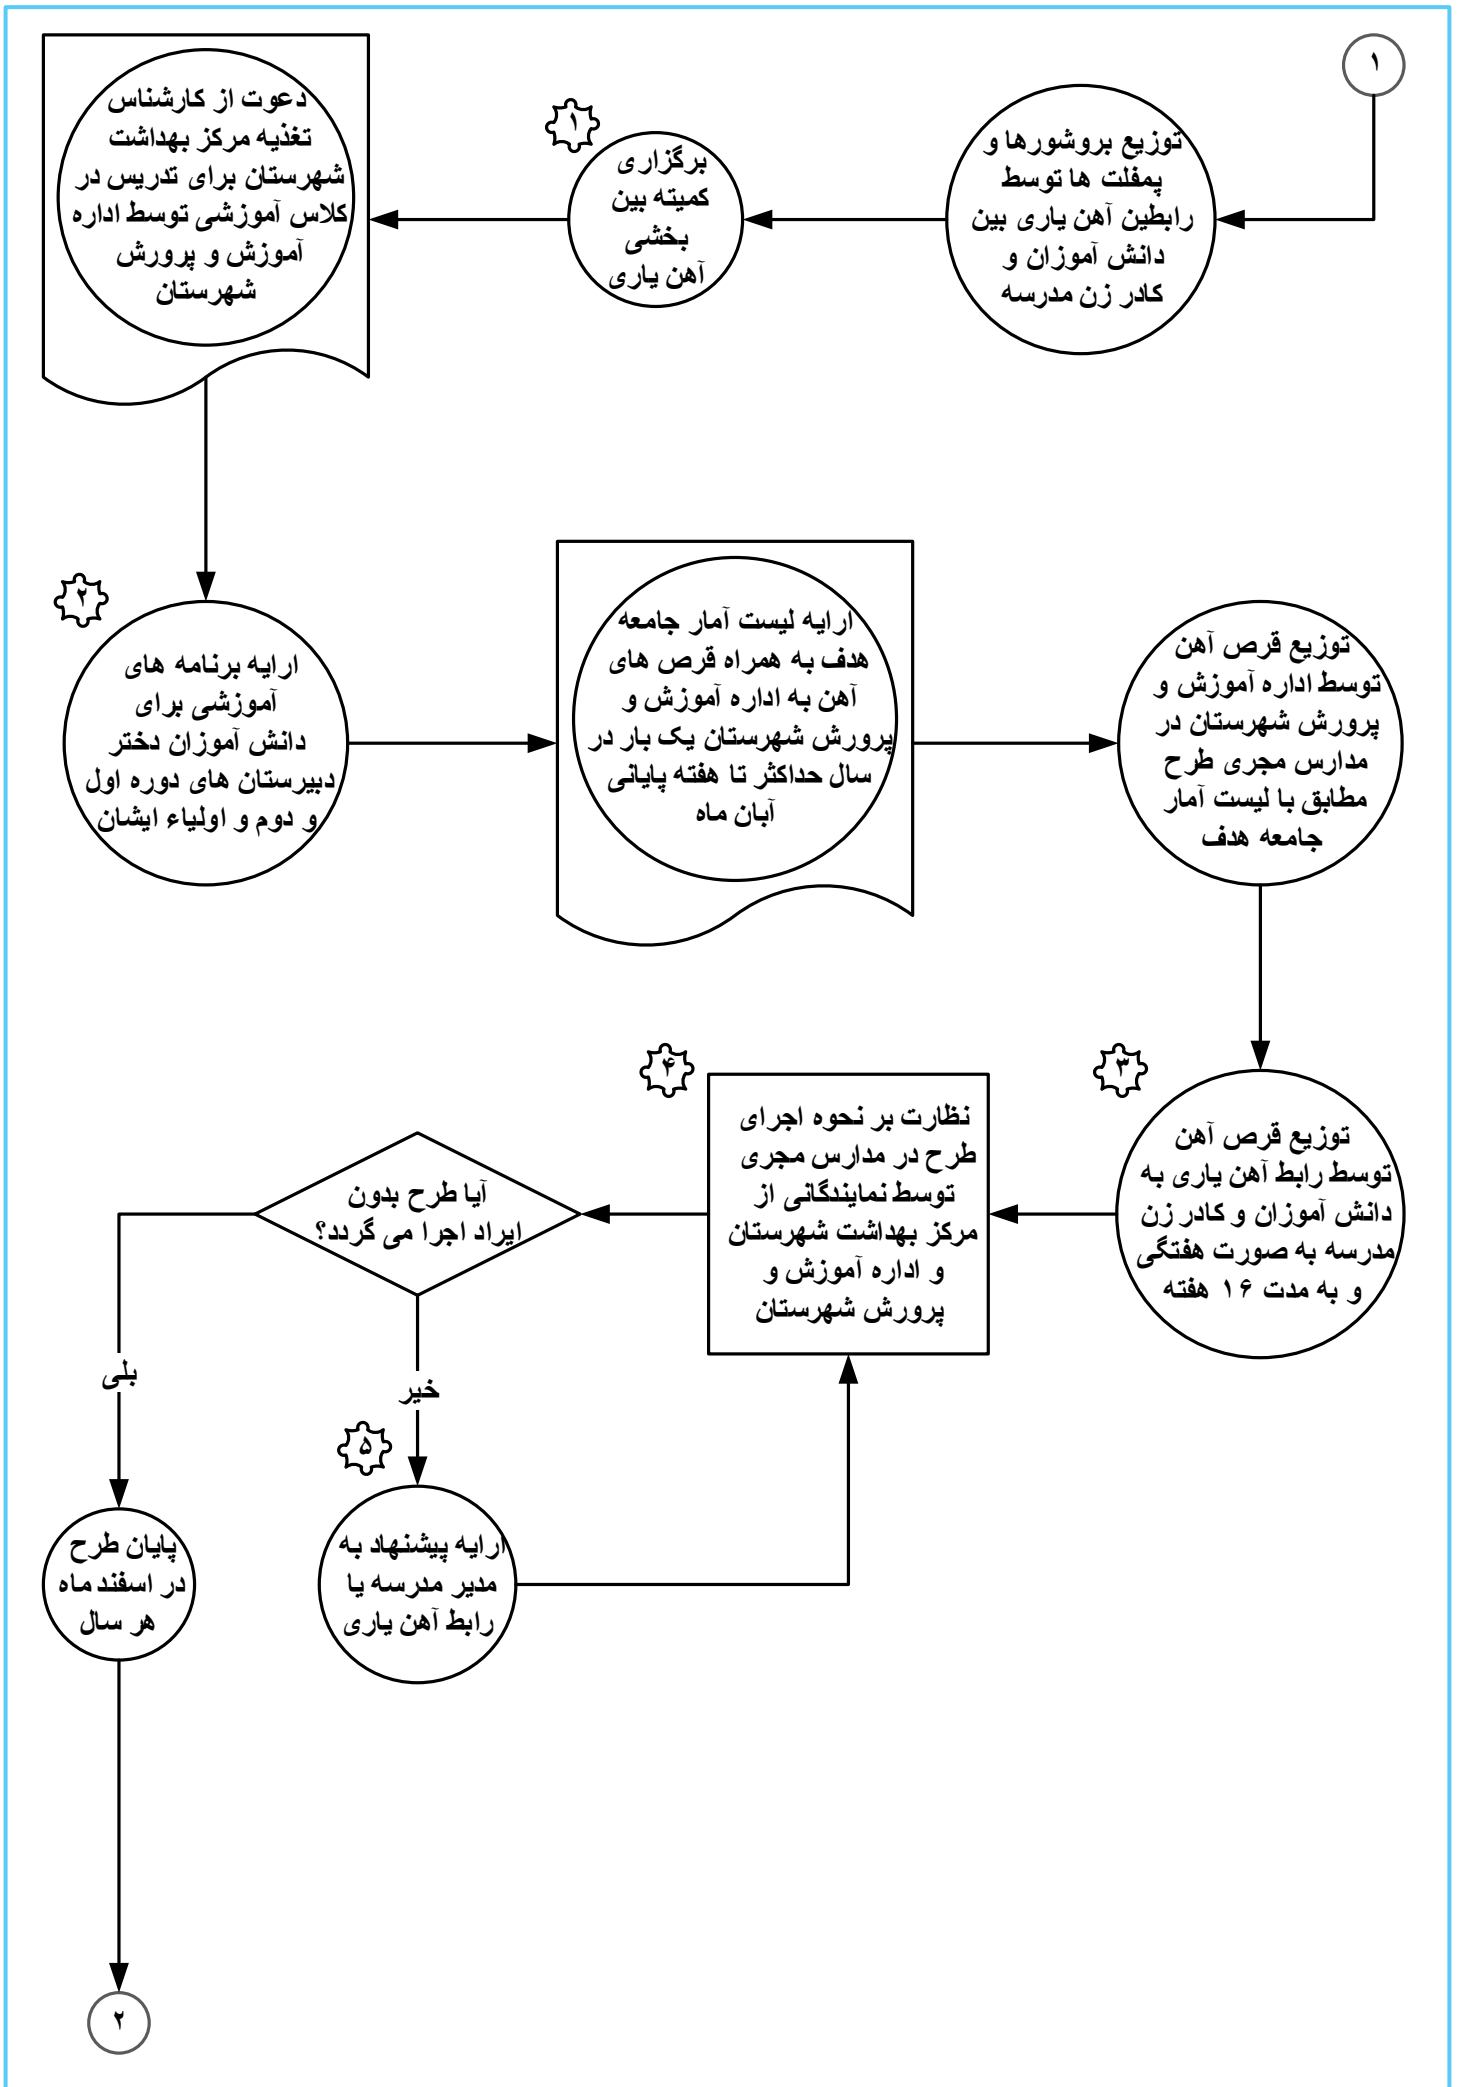 ۱
توزیع بروشورها و
پمفلت ها توسط
رابطین آهن یاری بین
دانش آموزان و
کادر زن مدرسه
۱
برگزاری
کمیته بین
بخشی
آهن یاری
دعوت از کارشناس
تغذیه مرکز بهداشت
شهرستان برای تدریس در
کلاس آموزشی توسط اداره
آموزش و پرورش
شهرستان
۲
ارایه برنامه های
آموزشی برای
دانش آموزان دختر
دبیرستان های دوره اول
و دوم و اولیاء ایشان
ارایه لیست آمار جامعه
هدف به همراه قرص های
آهن به اداره آموزش و
پرورش شهرستان یک بار در
سال حداکثر تا هفته پایانی
آبان ماه
توزیع قرص آهن
توسط اداره آموزش و
پرورش شهرستان در
مدارس مجری طرح
مطابق با لیست آمار
جامعه هدف
۳
توزیع قرص آهن
توسط رابط آهن یاری به
دانش آموزان و کادر زن
مدرسه به صورت هفتگی
و به مدت ۱۶ هفته
۴
نظارت بر نحوه اجرای
طرح در مدارس مجری
توسط نمایندگانی از
مرکز بهداشت شهرستان
و اداره آموزش و
پرورش شهرستان
آیا طرح بدون
ایراد اجرا می گردد؟
بلی
خیر
۵
ارایه پیشنهاد به
مدیر مدرسه یا
رابط آهن یاری
پایان طرح
در اسفند ماه
هر سال
۲